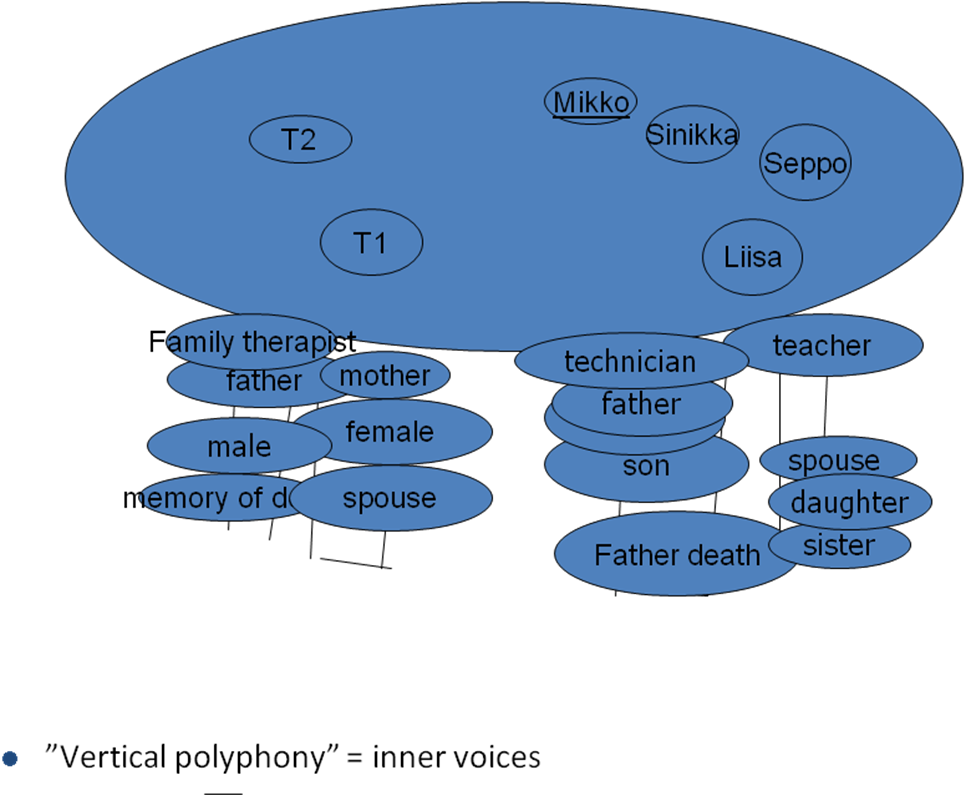 Mikko
Sinikka
T2
Seppo
T1
Liisa
Family therapist
father
mother
male
female
memory of
spouse
technician
father
son
Father death
teacher
spouse
daughter
sister
”Vertical polyphony” = inner voices